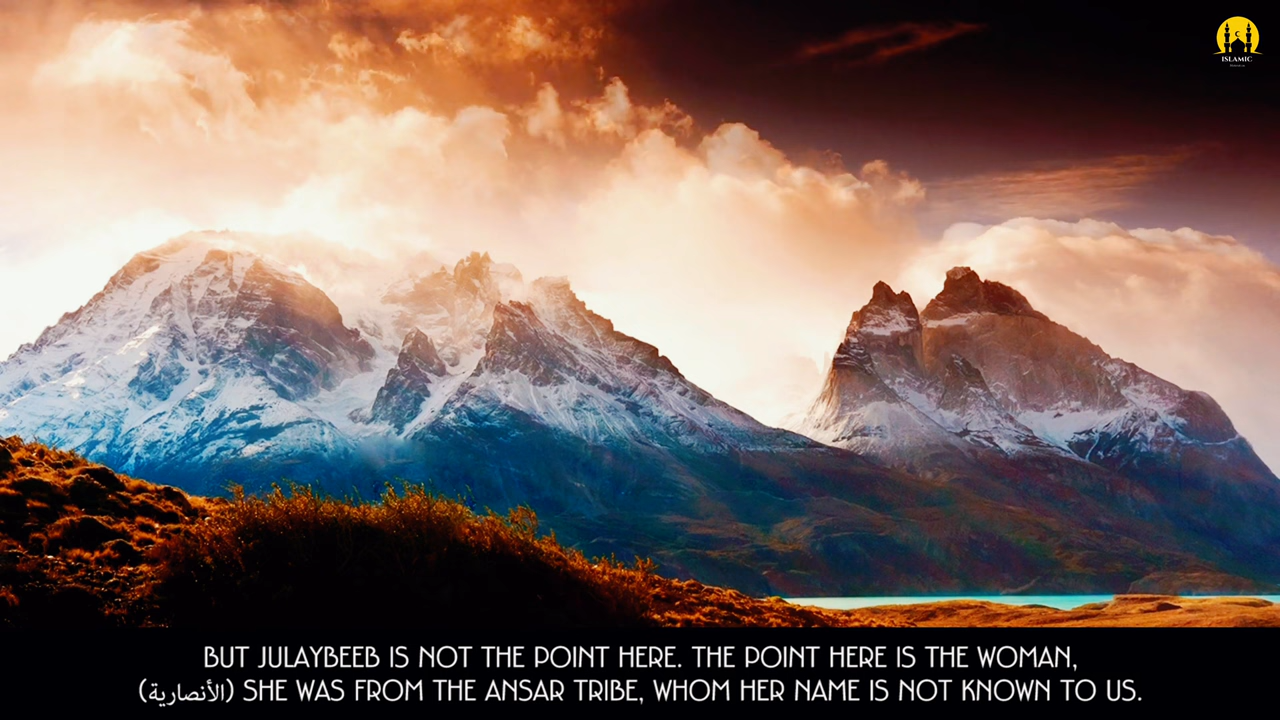 ISLAMIC
BUT JULAYBEEB IS NOT THE POINT HERE. THE POINT HERE IS THE WOMAN,
(الأنصارية) SHE WAS FROM THE ANSAR TRIBE, WHOM HER NAME IS NOT KNOWN TO US.